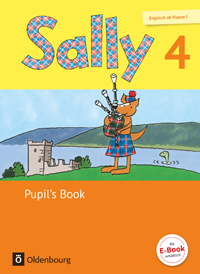 Englisch ab Klasse 1
Sally 4
Pupil's Book
Oldenbourg
Als
E-Book
erhältlich